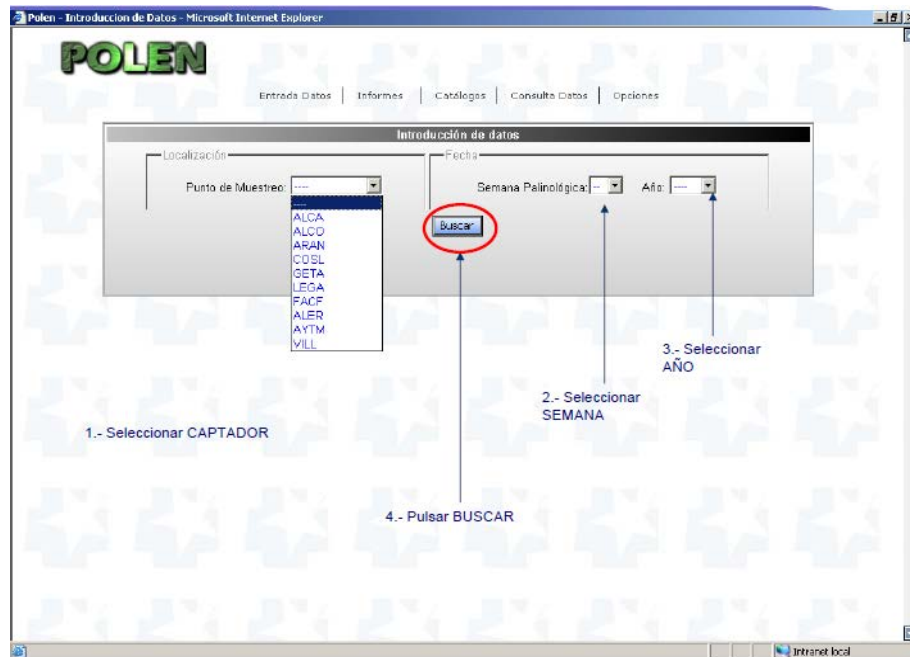 Polen - Introduccion de Datos - Microsoft Internet Explorer
POLEN
Entrada Datos | Informes | Catálogos | Consulta Datos | Opciones
Introducción de datos
Localización
Fecha
Punto de Muestreo: ----
Semana Palinológica: -- Año: ----
----
ALCA
ALCO
ARAN
COSL
GETA
LEGA
FACF
ALER
AYTM
VILL
Buscar
3.- Seleccionar
AÑO
2.- Seleccionar
SEMANA
1.- Seleccionar CAPTADOR
4.- Pulsar BUSCAR
Intranet local